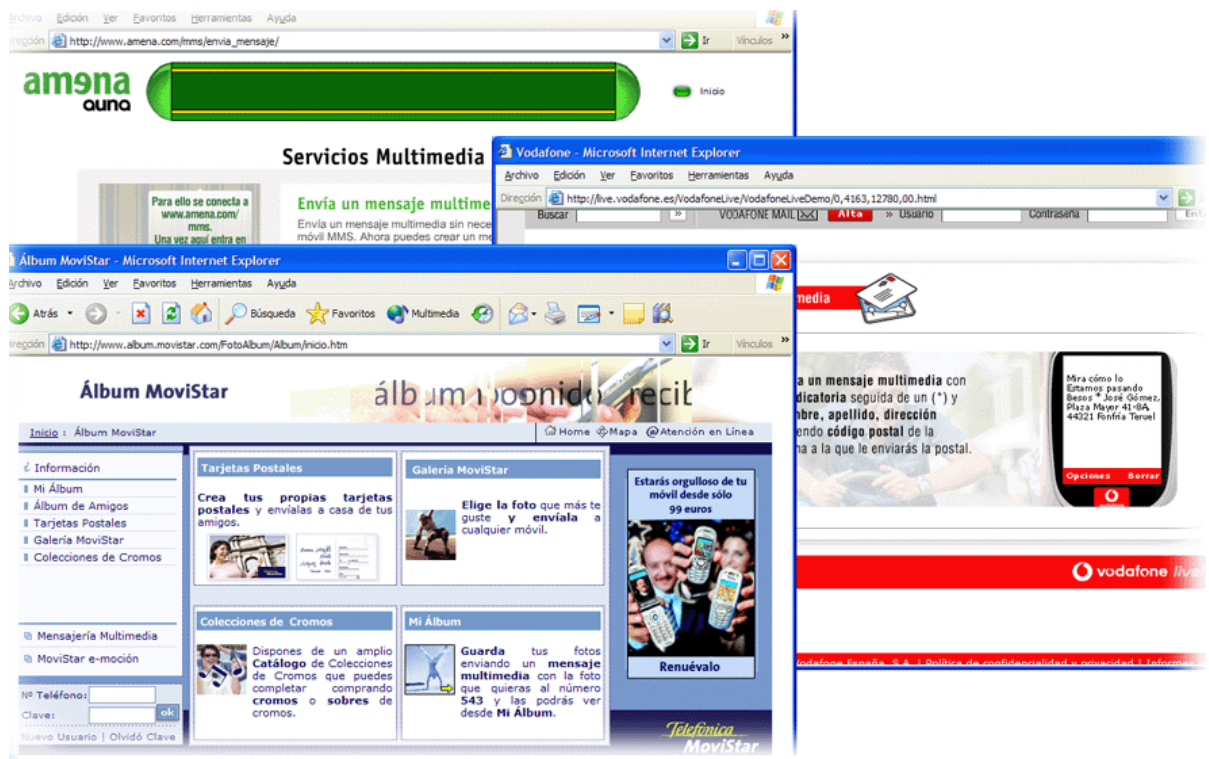 Archivo Edición Ver Favoritos Herramientas Ayuda
http://www.amena.com/mms/envia_mensaje/ Ir Vínculos »
amena
auna
Inicio
Servicios Multimedia
Para ello se conecta a
www.amena.com/
mms.
Una vez aquí entra en
Envía un mensaje multime
Envía un mensaje multimedia sin nece
móvil MMS. Ahora puedes crear un me
Vodafone - Microsoft Internet Explorer
Archivo Edición Ver Favoritos Herramientas Ayuda
Dirección http://live.vodafone.es/VodafoneLive/VodafoneLiveDemo/0,4163,12780,00.html
Buscar » VODAFONE MAIL Alta » Usuario Contraseña Ent
media
a un mensaje multimedia con
dicatoria seguida de un (*) y
mbre, apellido, dirección
endo código postal de la
na a la que le enviarás la postal.
Mira cómo lo
Estamos pasando
Besos * José Gómez,
Plaza Mayor 41-8A,
44321 Fonfría Teruel
Opciones Borrar
vodafone live
Vodafone España, S.A. | Política de confidencialidad y privacidad | Informes
Álbum MoviStar - Microsoft Internet Explorer
Archivo Edición Ver Favoritos Herramientas Ayuda
Atrás Búsqueda Favoritos Multimedia
Dirección http://www.album.movistar.com/FotoAlbum/Album/inicio.htm Ir Vínculos »
Álbum MoviStar
Inicio : Álbum MoviStar
Home Mapa Atención en Línea
Información
Mi Álbum
Álbum de Amigos
Tarjetas Postales
Galería MoviStar
Colecciones de Cromos
Mensajería Multimedia
MoviStar e-moción
Nº Teléfono:
Clave: ok
Nuevo Usuario | Olvidó Clave
Tarjetas Postales
Crea tus propias tarjetas
postales y envíalas a casa de tus
amigos.
Galería MoviStar
Elige la foto que más te
guste y envíala a
cualquier móvil.
Colecciones de Cromos
Dispones de un amplio
Catálogo de Colecciones
de Cromos que puedes
completar comprando
cromos o sobres de
cromos.
Mi Álbum
Guarda tus fotos
enviando un mensaje
multimedia con la foto
que quieras al número
543 y las podrás ver
desde Mi Álbum.
Estarás orgulloso de tu
móvil desde sólo
99 euros
Renuévalo
Telefónica
MoviStar